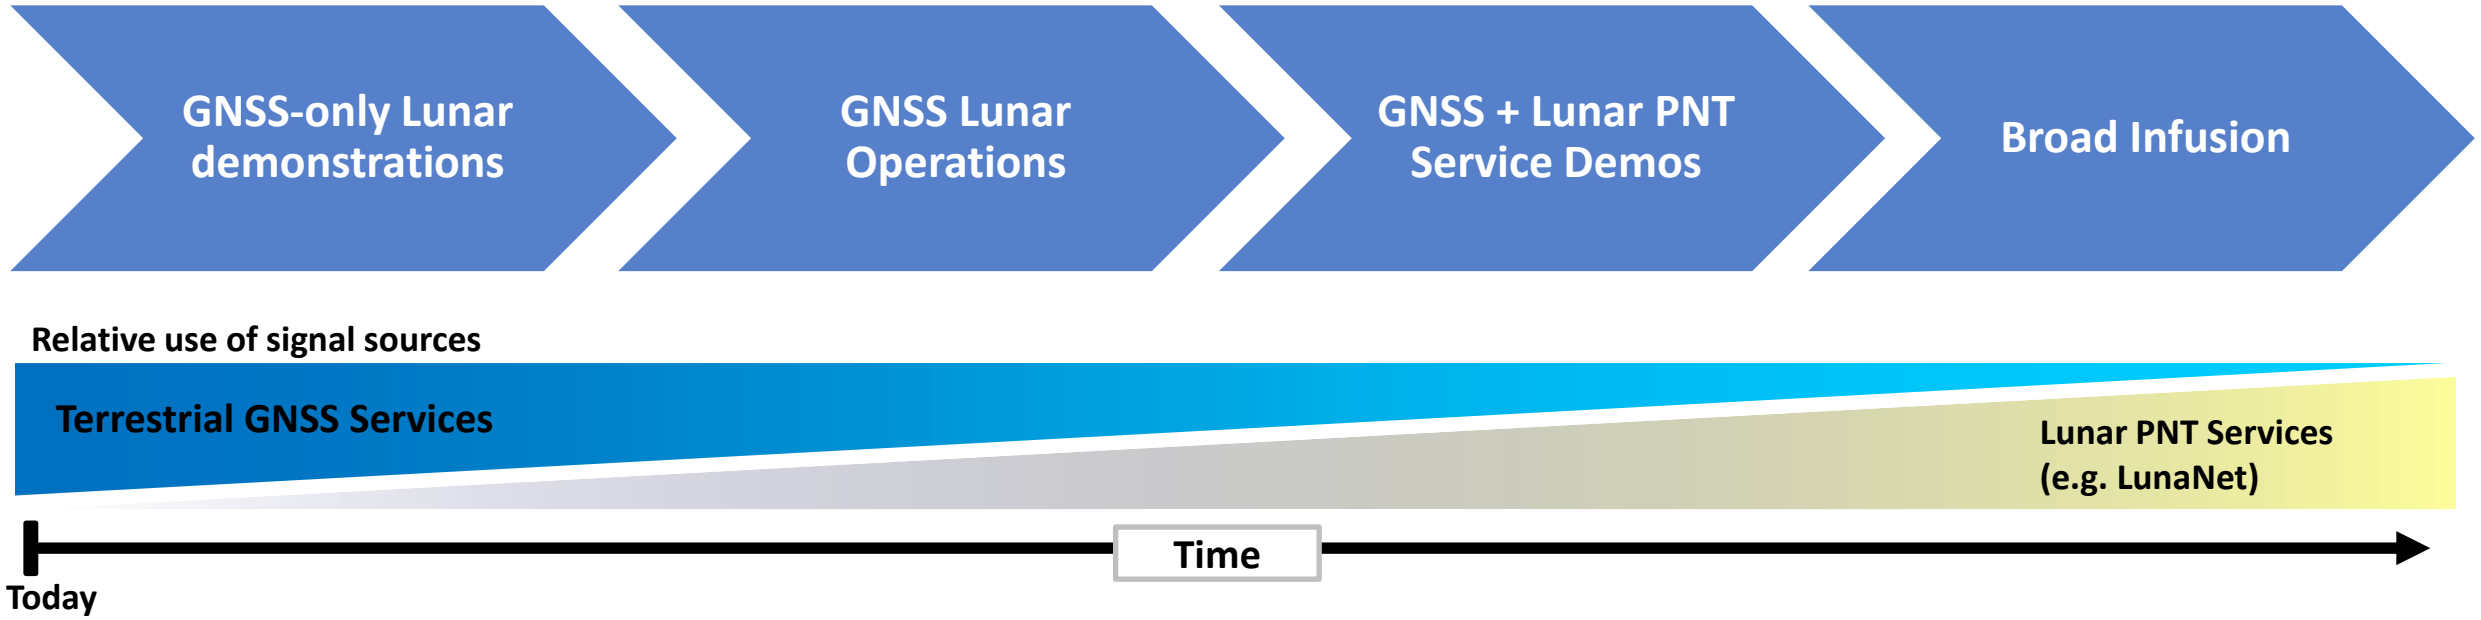 GNSS-only Lunar
demonstrations
GNSS Lunar
Operations
GNSS + Lunar PNT
Service Demos
Broad Infusion
Relative use of signal sources
Terrestrial GNSS Services
Lunar PNT Services
(e.g. LunaNet)
Time
Today